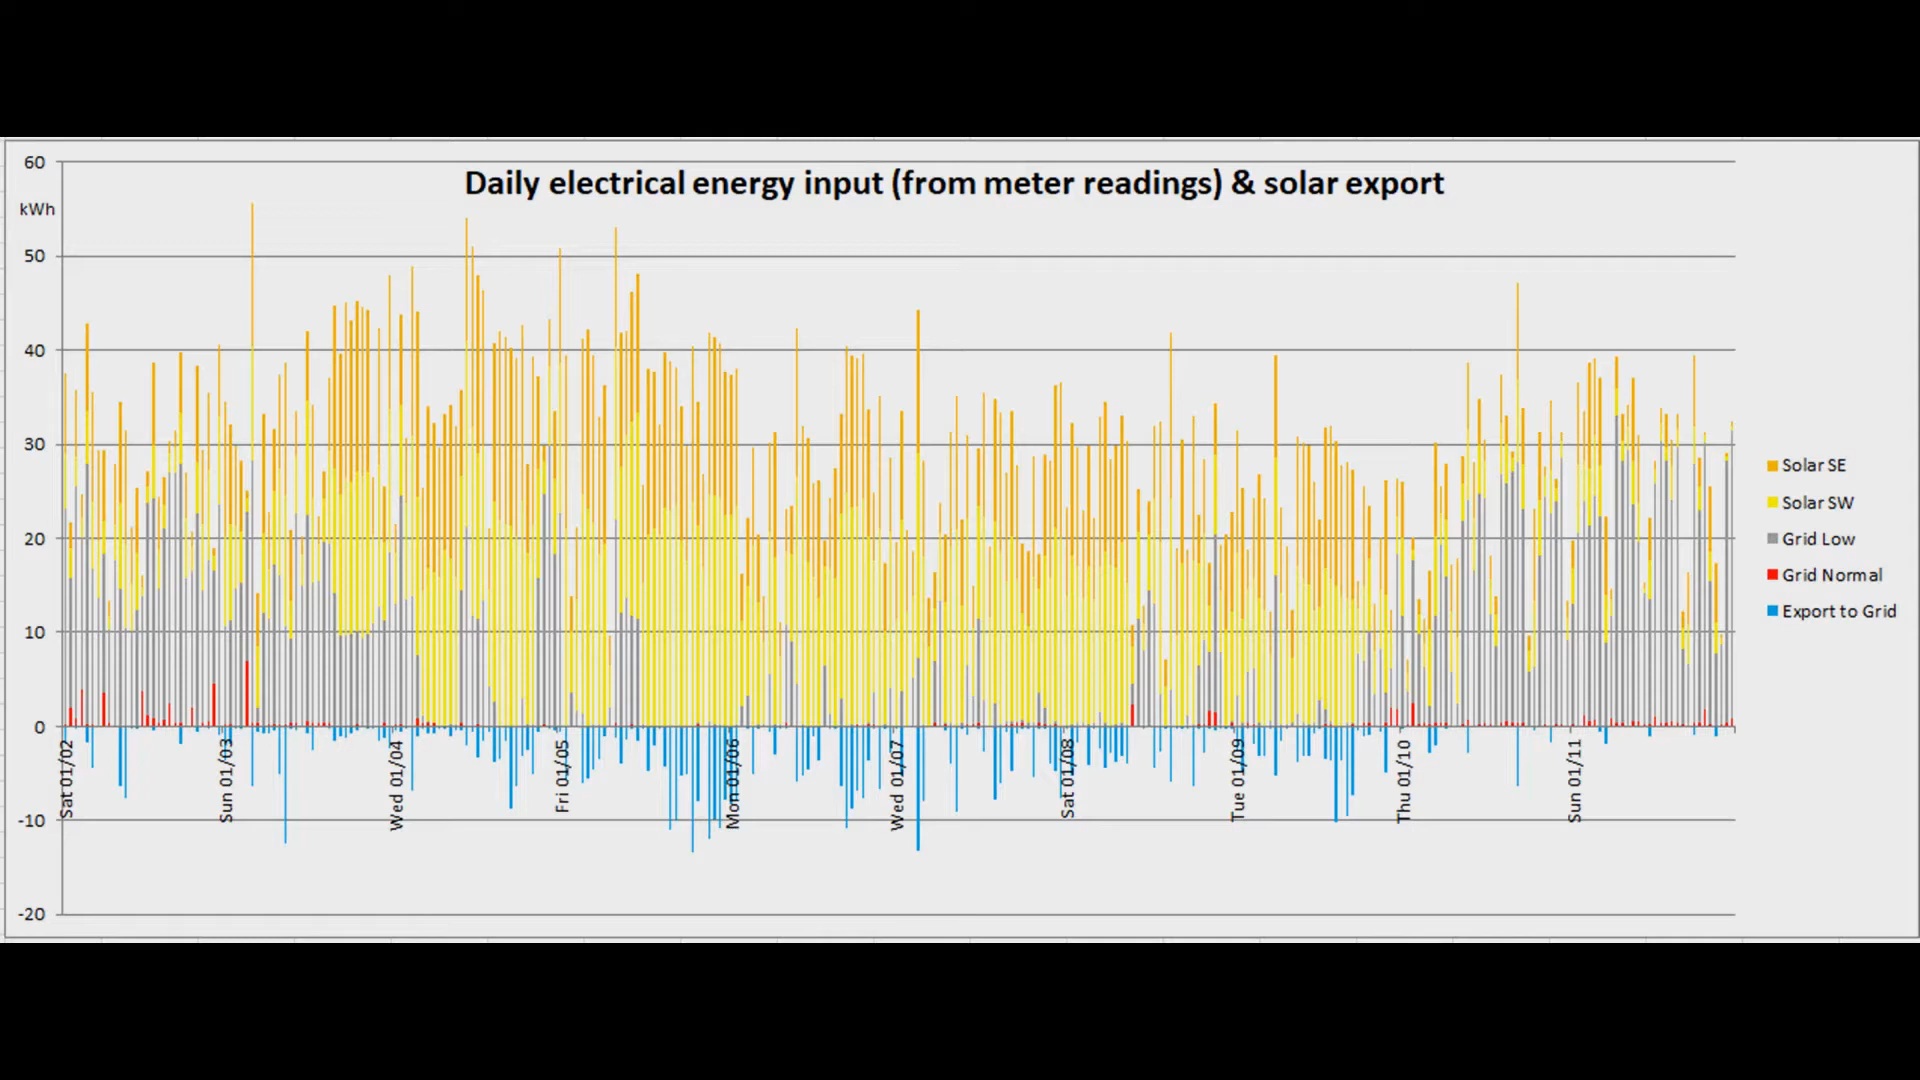 Daily electrical energy input (from meter readings) & solar export
60
kWh
50
40
30
20
10
0
-10
-20
Sat 01/02
Sun 01/03
Wed 01/04
Fri 01/05
Mon 01/06
Wed 01/07
Sat 01/08
Tue 01/09
Thu 01/10
Sun 01/11
Solar SE
Solar SW
Grid Low
Grid Normal
Export to Grid